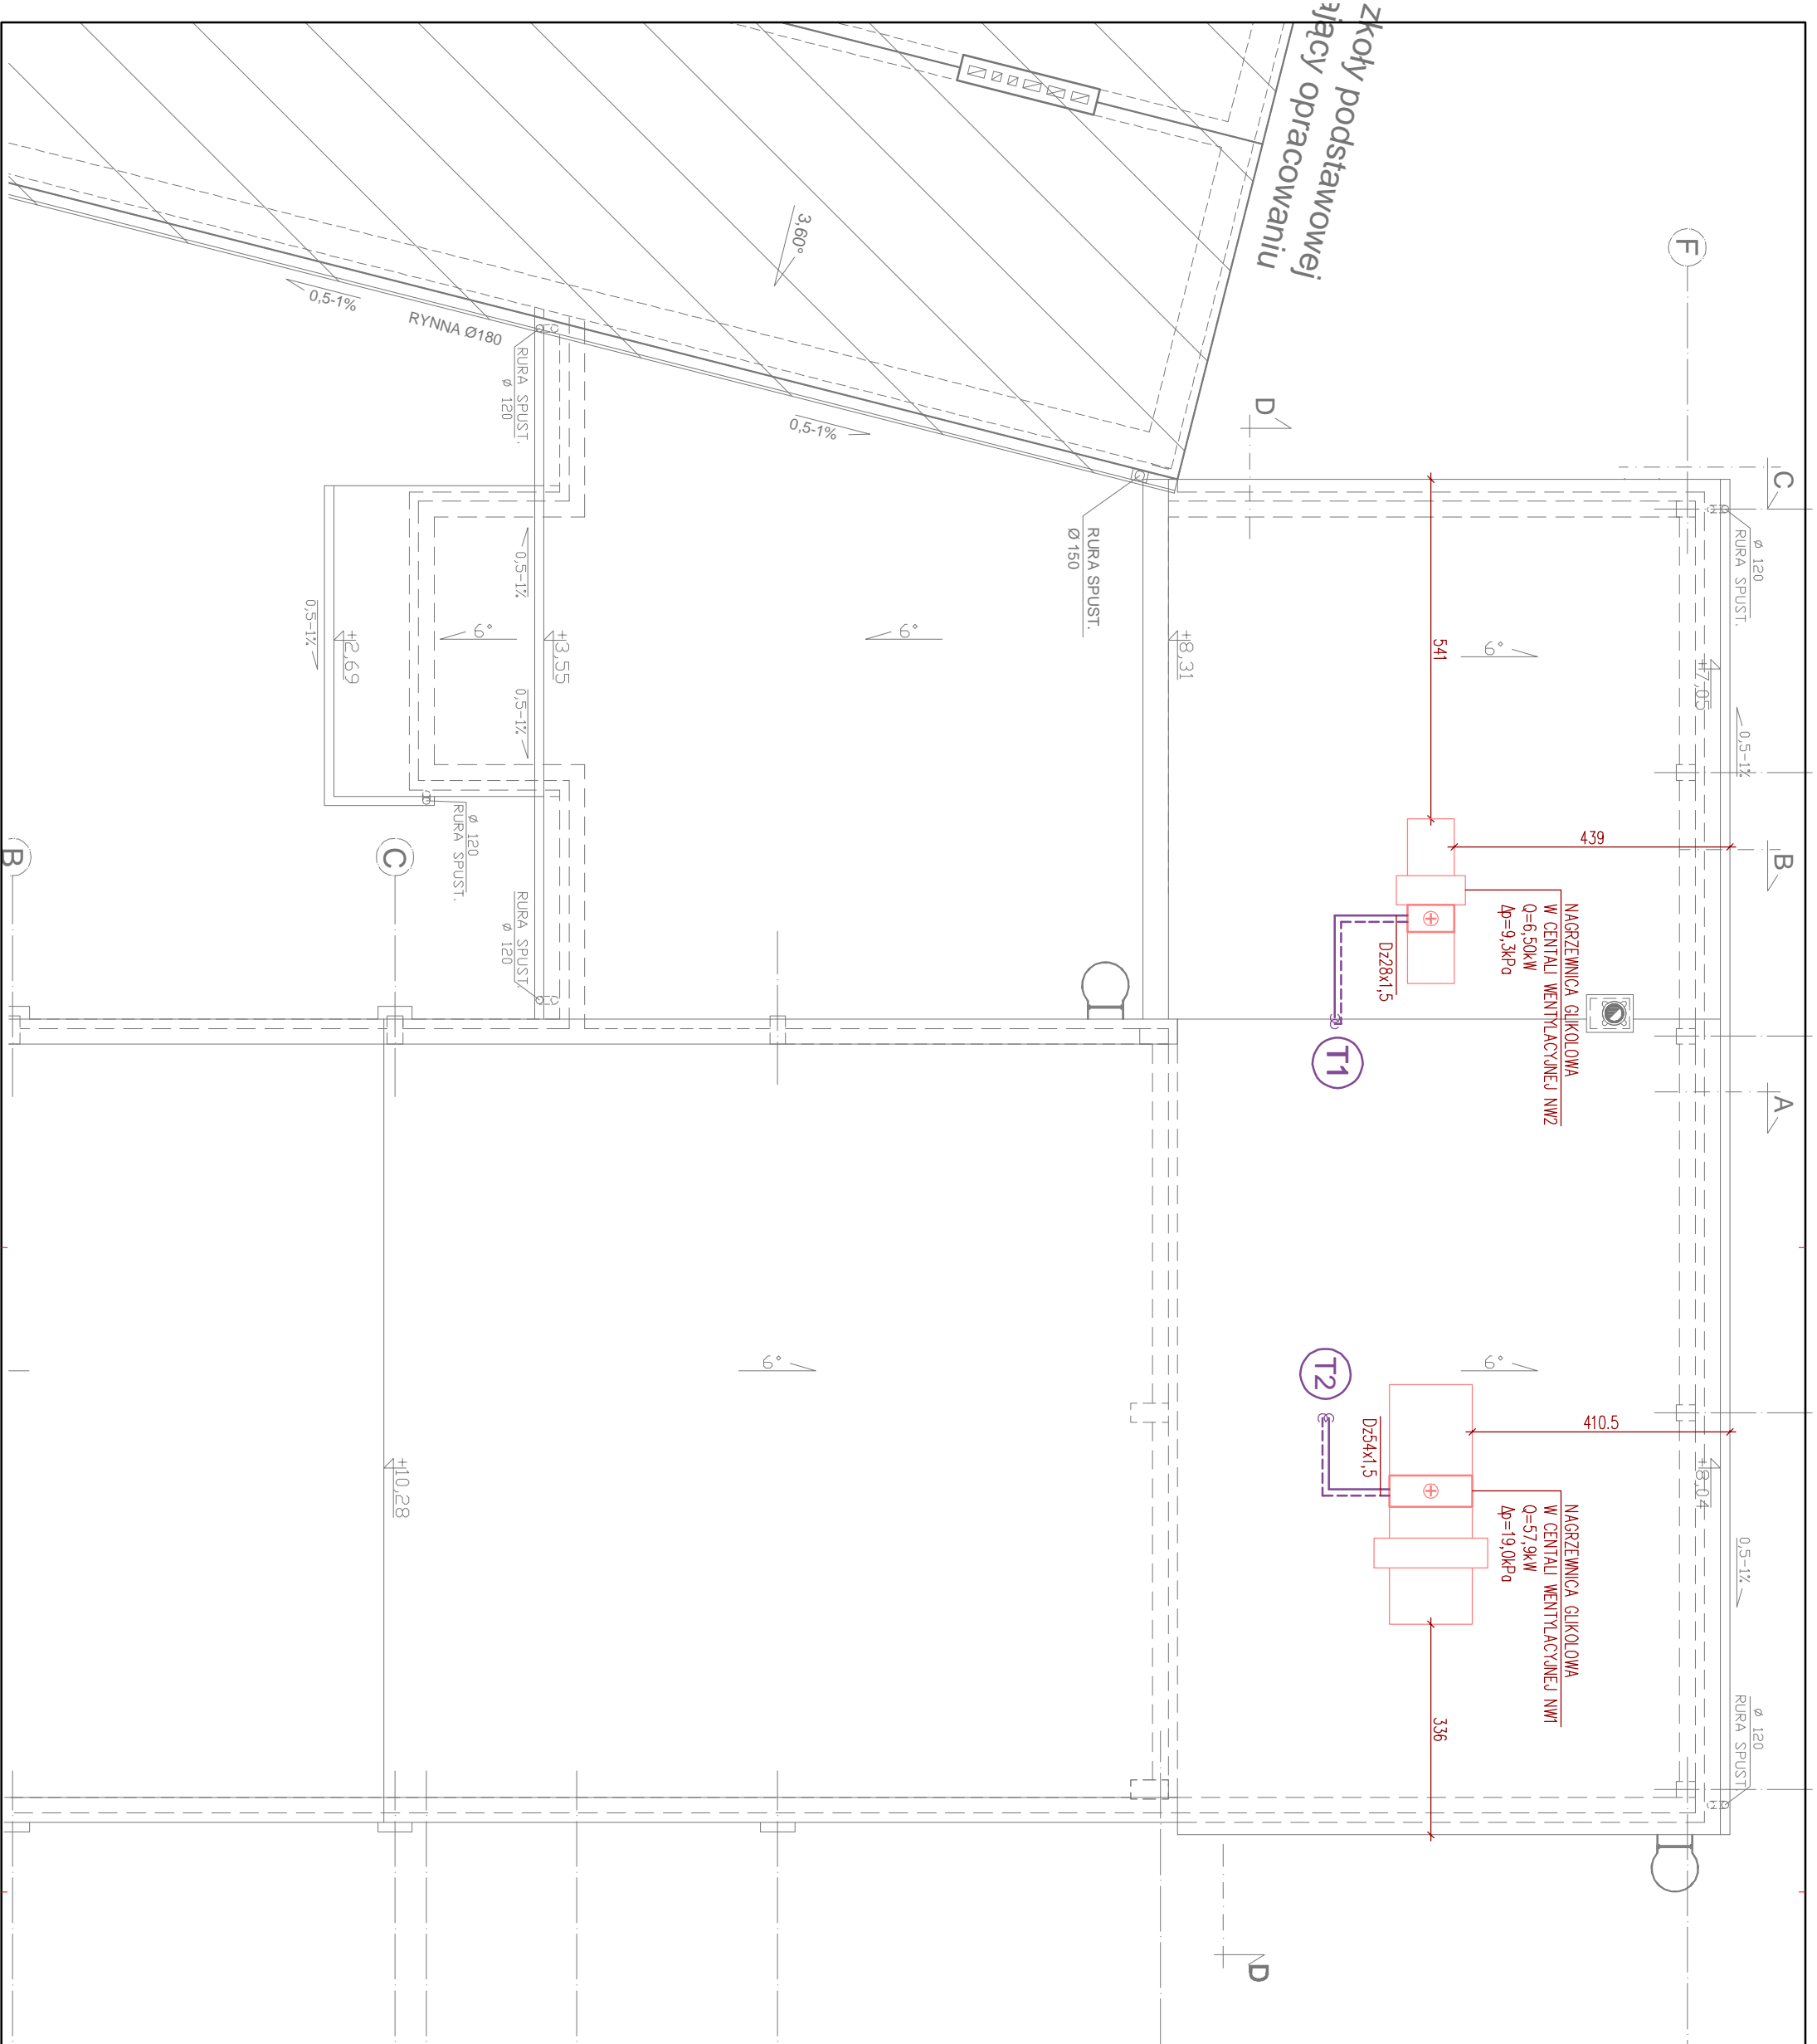 zkoły podstawowej
ający opracowaniu
F
3,60°
0,5-1%
RYNNA Ø180
RURA SPUST.
ø 120
0,5-1%
D
C
ø 120
RURA SPUST.
RURA SPUST.
Ø 150
0,5-1%
0,5-1%
+2,69
6°
+3,55
0,5-1%
6°
+8,31
541
6°
+7,05
0,5-1%
B
439
NAGRZEWNICA GLIKOLOWA
W CENTALI WENTYLACYJNEJ NW2
Q=6,50kW
Δp=9,3kPa
Dz28x1,5
B
C
ø 120
RURA SPUST.
RURA SPUST.
ø 120
T1
A
6°
T2
6°
410.5
Dz54x1,5
+10,28
+8,04
NAGRZEWNICA GLIKOLOWA
W CENTALI WENTYLACYJNEJ NW1
Q=57,9kW
Δp=19,0kPa
0,5-1%
336
ø 120
RURA SPUST.
D